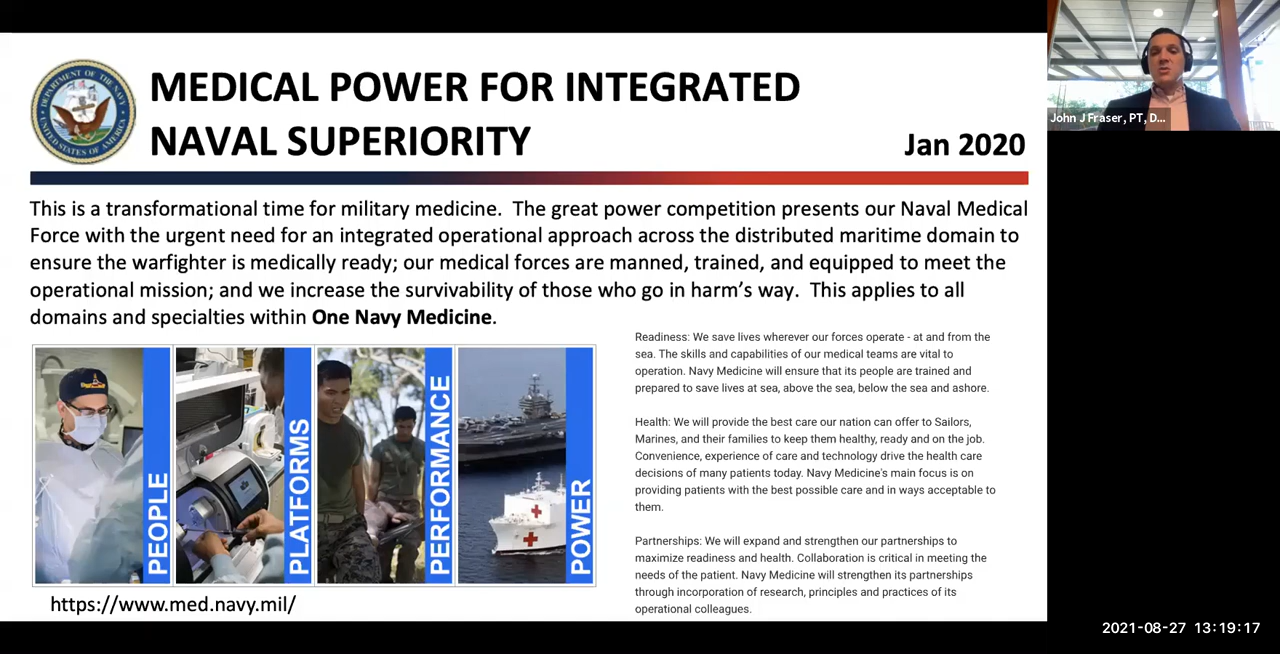 MEDICAL POWER FOR INTEGRATED
NAVAL SUPERIORITY
Jan 2020
DEPARTMENT OF THE NAVY
UNITED STATES OF AMERICA
This is a transformational time for military medicine. The great power competition presents our Naval Medical
Force with the urgent need for an integrated operational approach across the distributed maritime domain to
ensure the warfighter is medically ready; our medical forces are manned, trained, and equipped to meet the
operational mission; and we increase the survivability of those who go in harm's way. This applies to all
domains and specialties within One Navy Medicine.
PEOPLE
PLATFORMS
PERFORMANCE
POWER
https://www.med.navy.mil/
Readiness: We save lives wherever our forces operate - at and from the
sea. The skills and capabilities of our medical teams are vital to
operation. Navy Medicine will ensure that its people are trained and
prepared to save lives at sea, above the sea, below the sea and ashore.
Health: We will provide the best care our nation can offer to Sailors,
Marines, and their families to keep them healthy, ready and on the job.
Convenience, experience of care and technology drive the health care
decisions of many patients today. Navy Medicine's main focus is on
providing patients with the best possible care and in ways acceptable to
them.
Partnerships: We will expand and strengthen our partnerships to
maximize readiness and health. Collaboration is critical in meeting the
needs of the patient. Navy Medicine will strengthen its partnerships
through incorporation of research, principles and practices of its
operational colleagues.
John J Fraser, PT, D...
2021-08-27 13:19:17